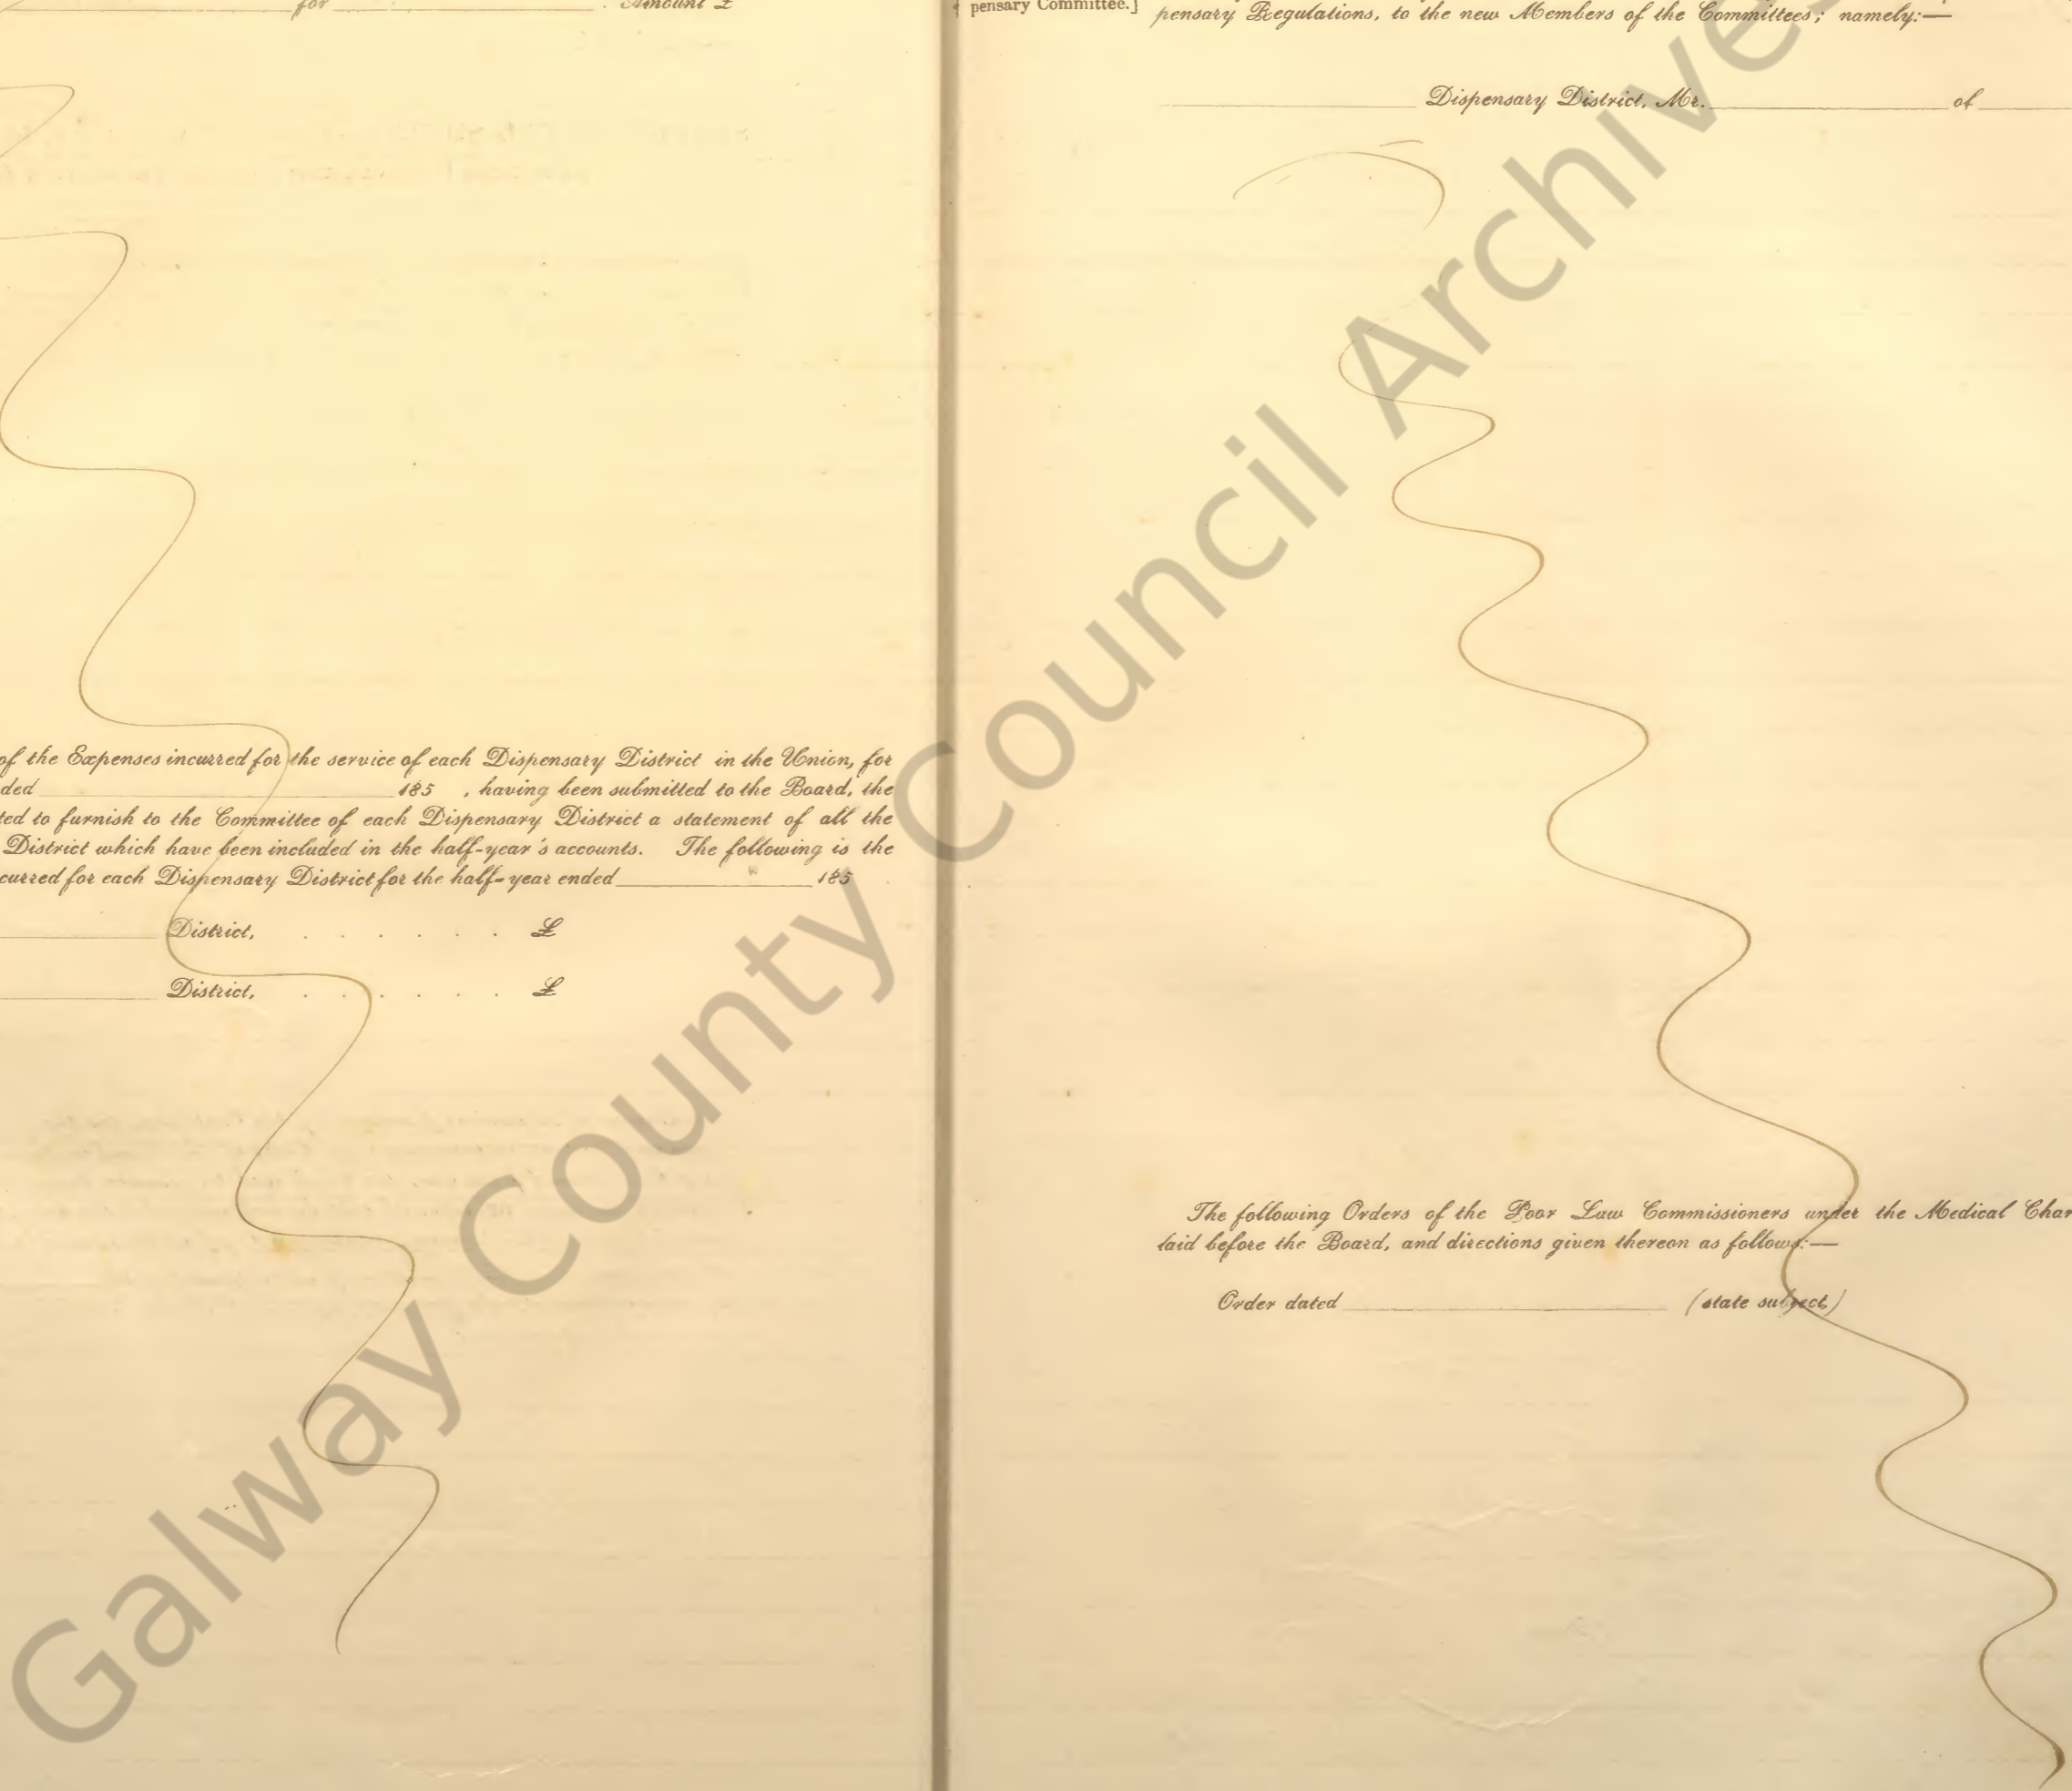 for . Amount £
of the Expenses incurred for the service of each Dispensary District in the Union, for
ded 185 , having been submitted to the Board, the
ted to furnish to the Committee of each Dispensary District a statement of all the
District which have been included in the half-year's accounts. The following is the
curred for each Dispensary District for the half-year ended 185
District, . . . . . . £
District, . . . . . . £
pensary Committee.]
pensary Regulations, to the new Members of the Committees; namely:—
Dispensary District, Mr. of
The following Orders of the Poor Law Commissioners under the Medical Char
laid before the Board, and directions given thereon as follows:—
Order dated (state subject)
Galway County Council Archives